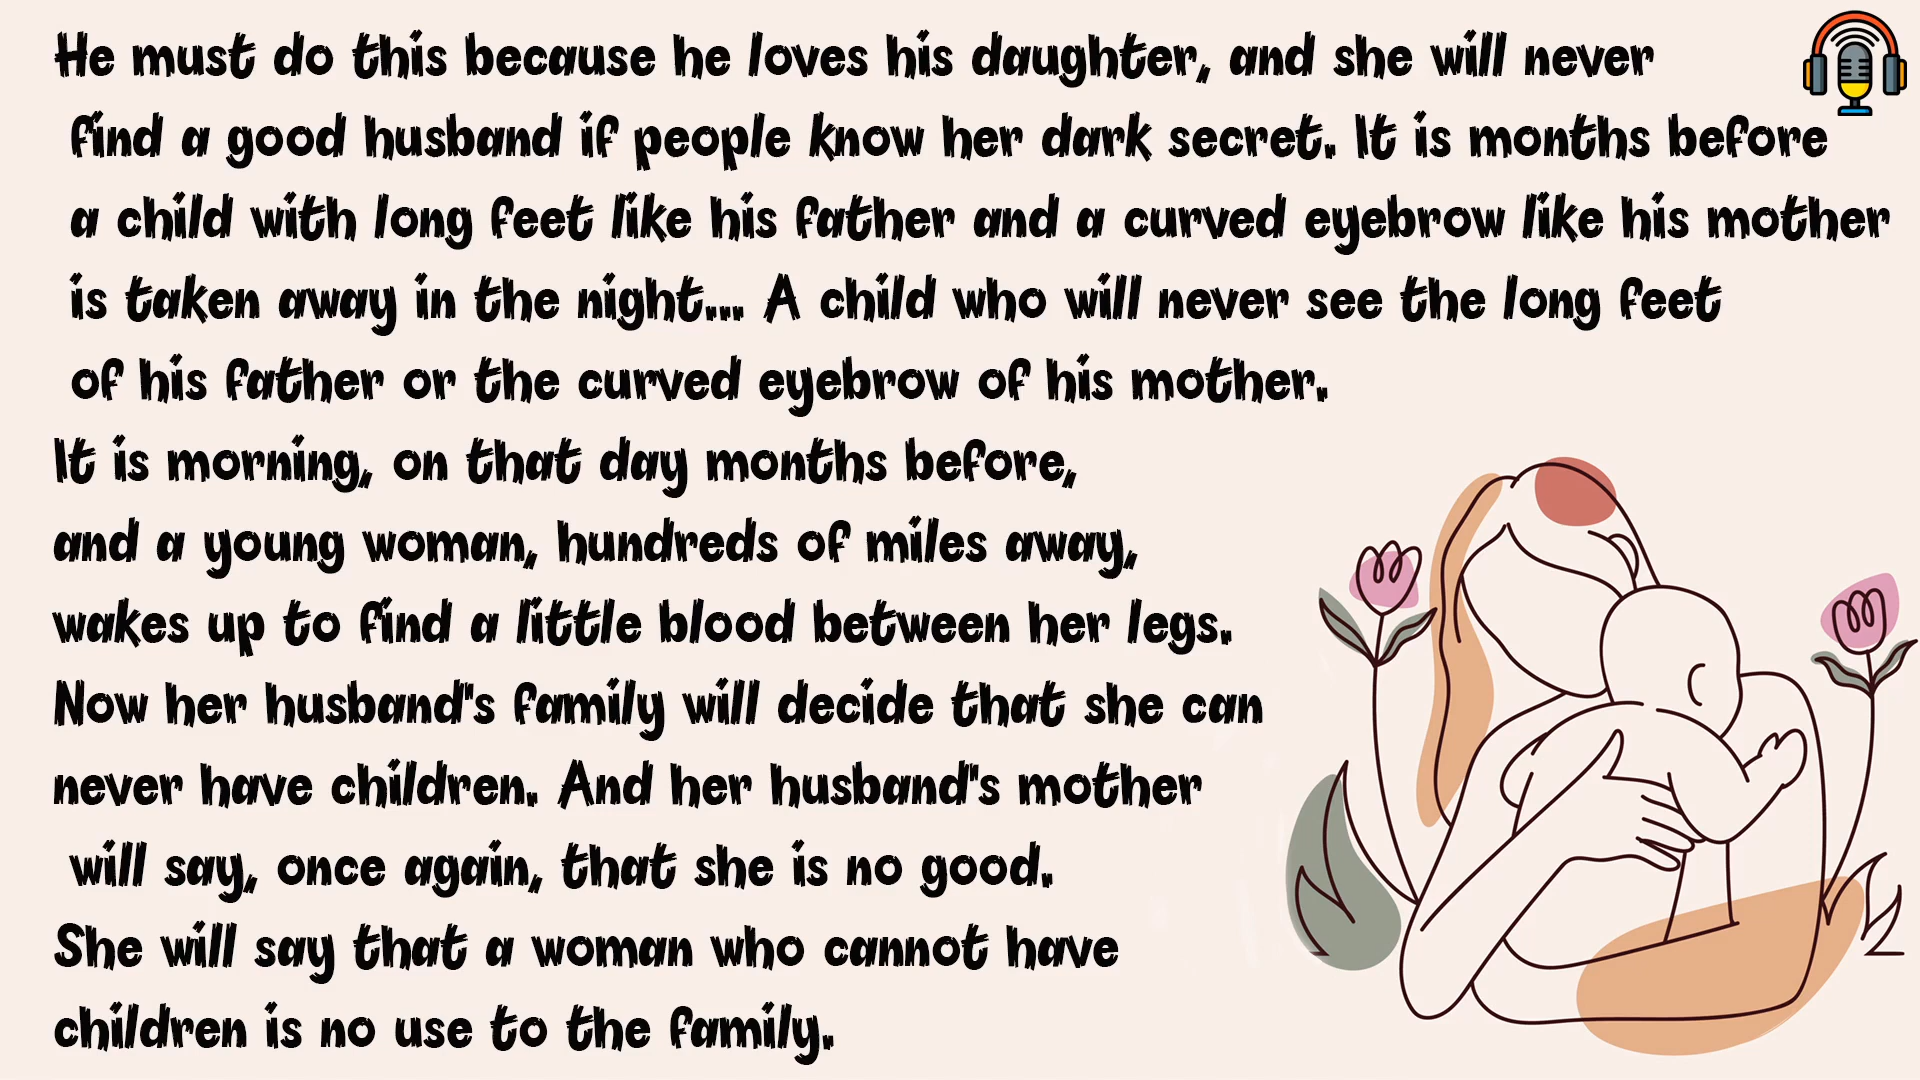 He must do this because he loves his daughter, and she will never
find a good husband if people know her dark secret. It is months before
a child with long feet like his father and a curved eyebrow like his mother
is taken away in the night... A child who will never see the long feet
of his father or the curved eyebrow of his mother.
It is morning, on that day months before,
and a young woman, hundreds of miles away,
wakes up to find a little blood between her legs.
Now her husband's family will decide that she can
never have children. And her husband's mother
will say, once again, that she is no good.
She will say that a woman who cannot have
children is no use to the family.